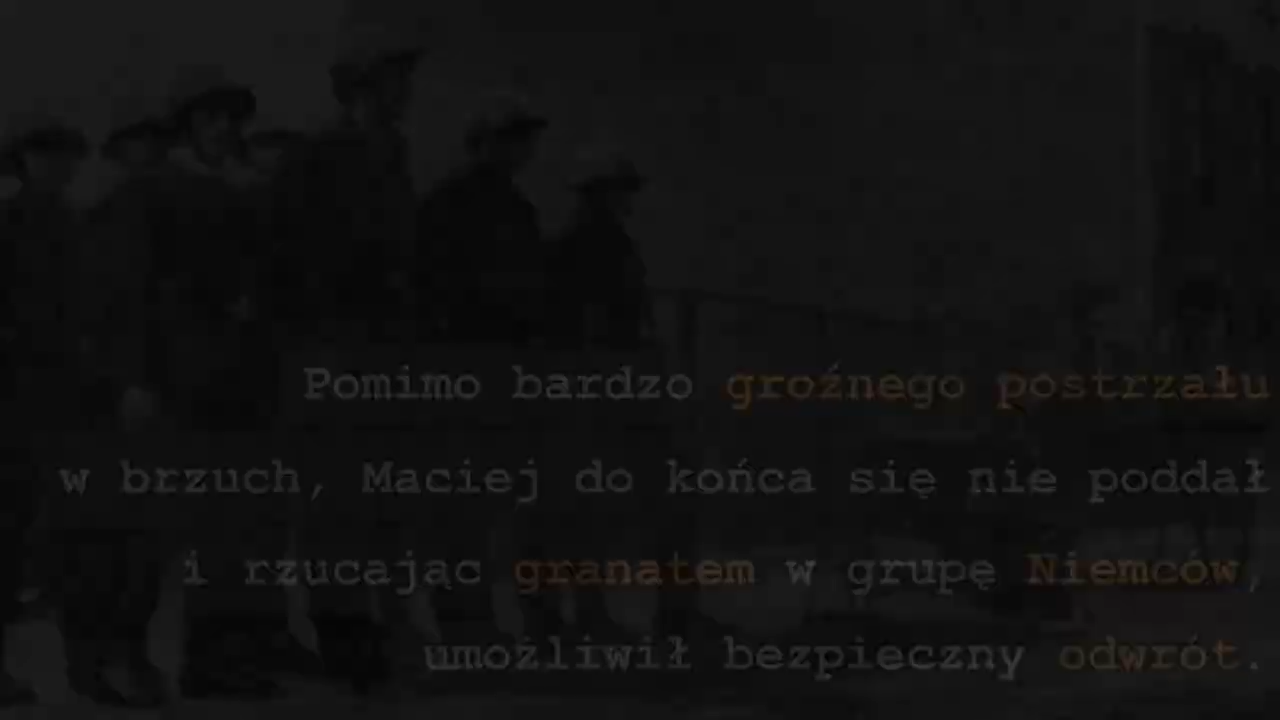 Pomimo bardzo groźnego postrzału
w brzuch, Maciej do końca się nie poddał
i rzucając granatem w grupę Niemców,
umożliwił bezpieczny odwrót.